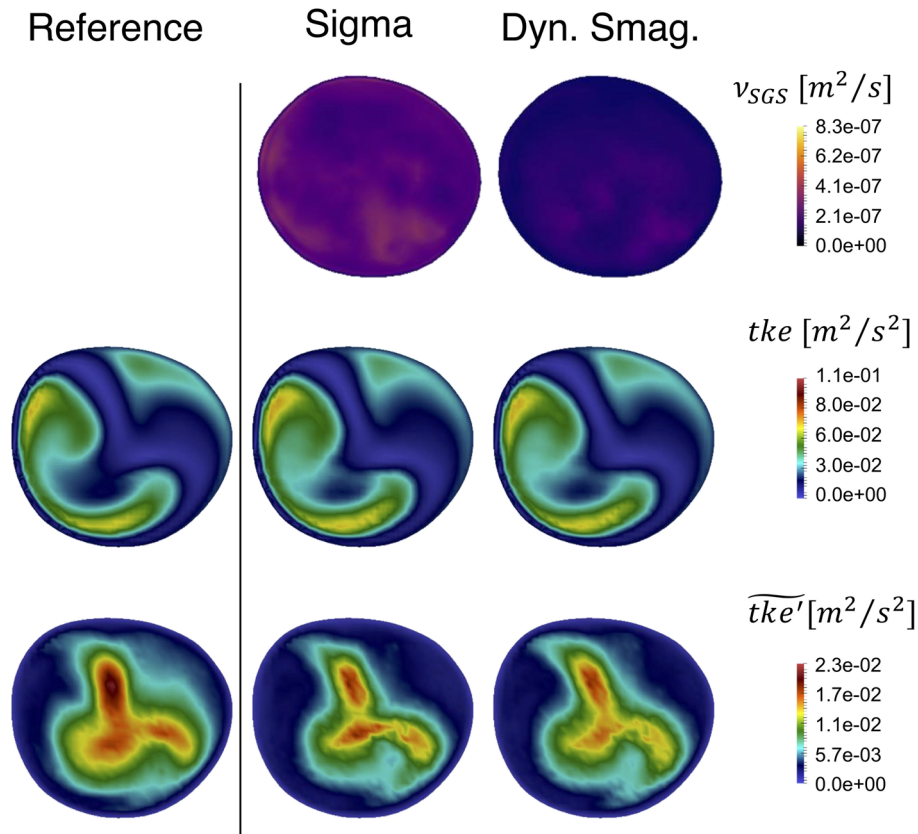 Reference Sigma Dyn. Smag.
ν_SGS [m²/s]
8.3e-07
6.2e-07
4.1e-07
2.1e-07
0.0e+00
tke [m²/s²]
1.1e-01
8.0e-02
6.0e-02
3.0e-02
0.0e+00
t͠k͠e͠′[m²/s²]
2.3e-02
1.7e-02
1.1e-02
5.7e-03
0.0e+00